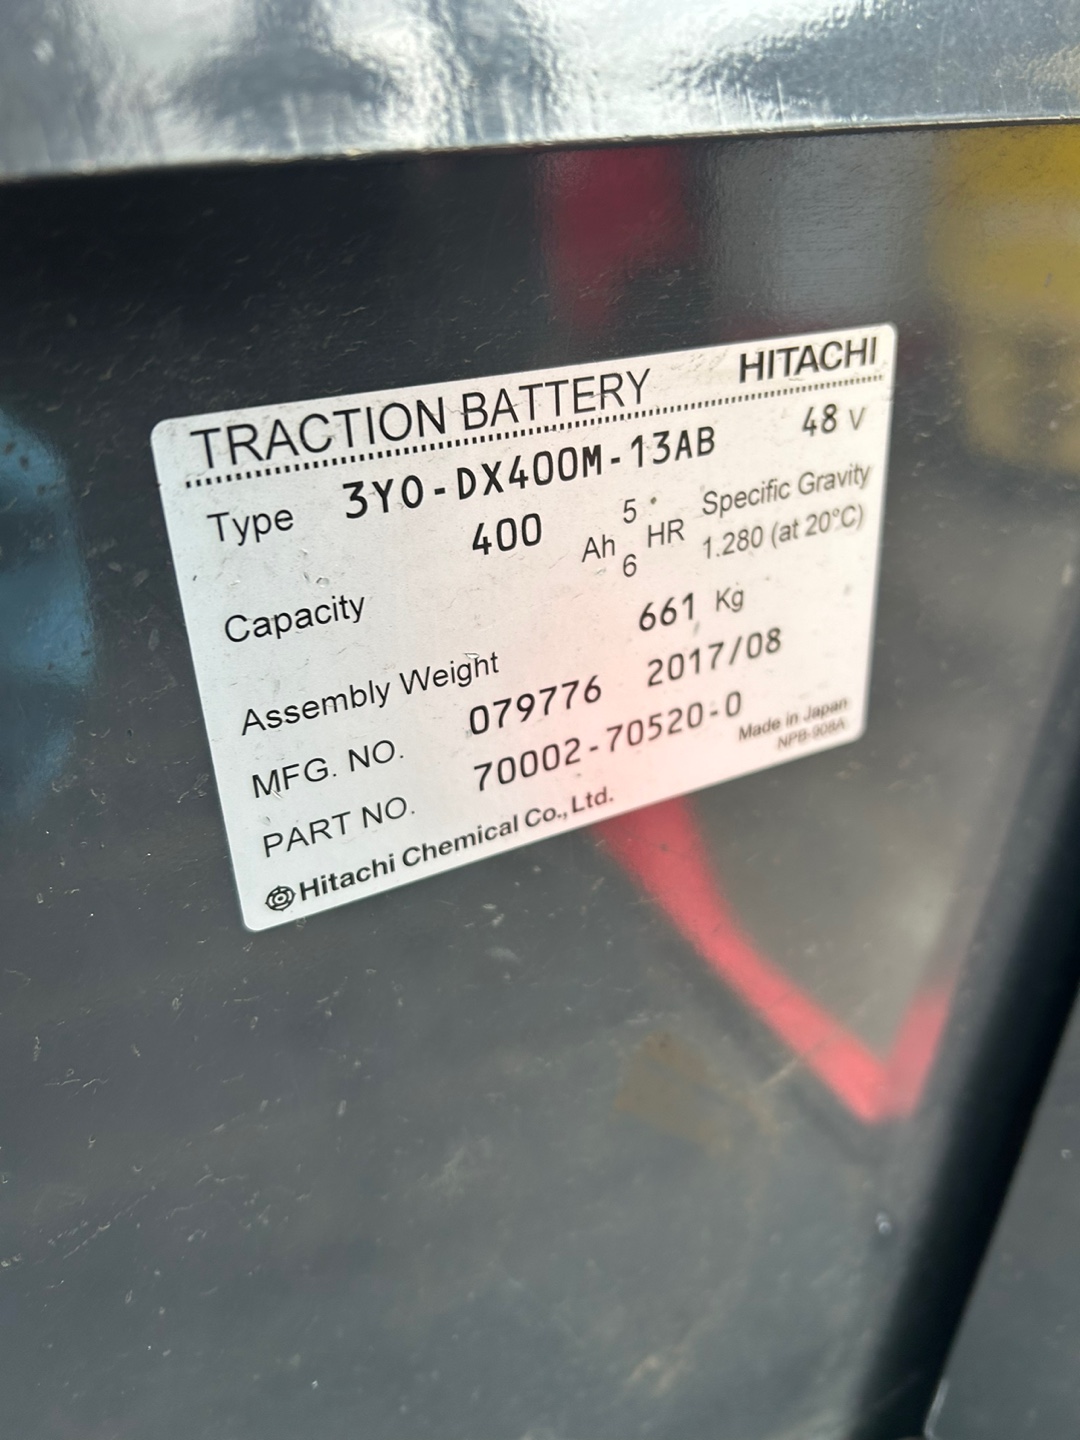 TRACTION BATTERY HITACHI
Type 3Y0-DX400M-13AB 48 V
Capacity 400 Ah 5 HR Specific Gravity
6 1.280 (at 20°C)
Assembly Weight 661 Kg
MFG. NO. 079776 2017/08
PART NO. 70002-70520-0
Hitachi Chemical Co., Ltd. Made in Japan
NPB-908A